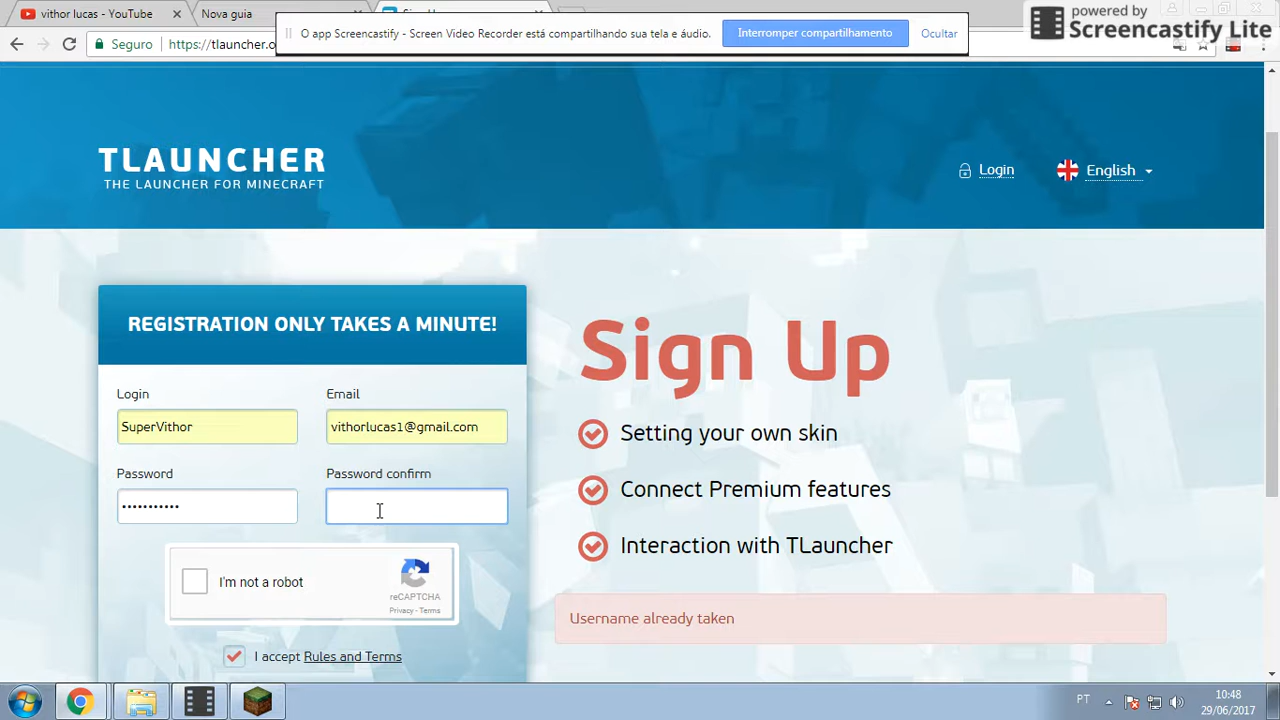 vithor lucas - YouTube
Nova guia
powered by
Screencastify Lite
O app Screencastify - Screen Video Recorder está compartilhando sua tela e áudio.
Interromper compartilhamento
Ocultar
Seguro
https://tlauncher.o
TLAUNCHER
THE LAUNCHER FOR MINECRAFT
Login
English
REGISTRATION ONLY TAKES A MINUTE!
Sign Up
Login
Email
SuperVithor
vithorlucas1@gmail.com
Setting your own skin
Password
Password confirm
•••••••••••
Connect Premium features
Interaction with TLauncher
I'm not a robot
reCAPTCHA
Privacy - Terms
Username already taken
I accept Rules and Terms
PT
10:48
29/06/2017